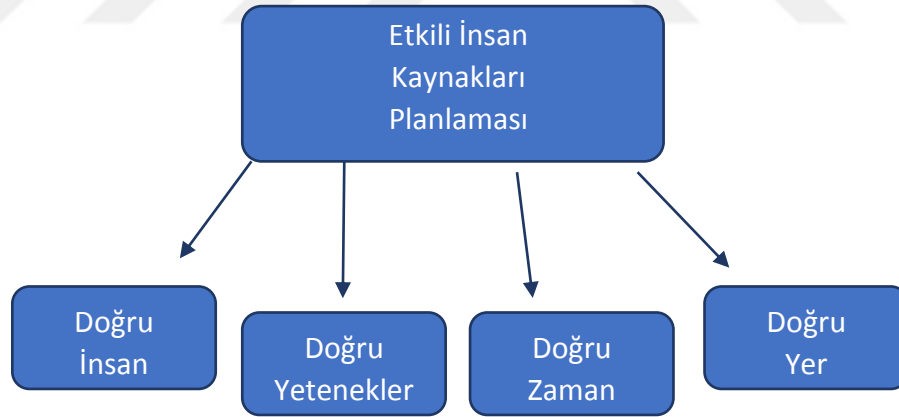 Etkili İnsan
Kaynakları
Planlaması
Doğru
İnsan
Doğru
Yetenekler
Doğru
Zaman
Doğru
Yer